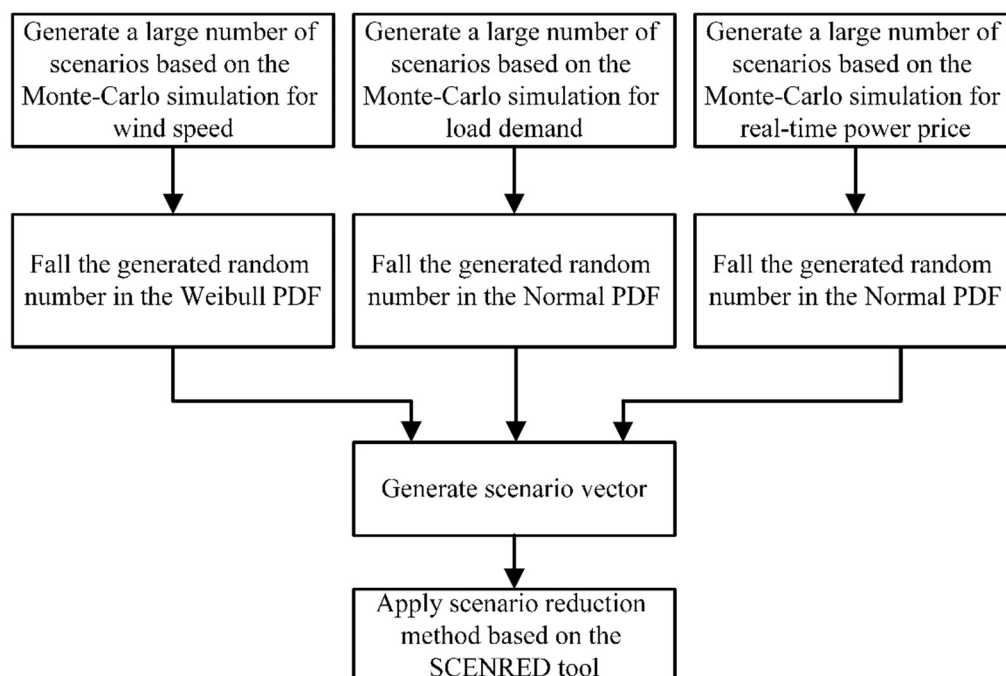 Generate a large number of
scenarios based on the
Monte-Carlo simulation for
wind speed
Generate a large number of
scenarios based on the
Monte-Carlo simulation for
load demand
Generate a large number of
scenarios based on the
Monte-Carlo simulation for
real-time power price
Fall the generated random
number in the Weibull PDF
Fall the generated random
number in the Normal PDF
Fall the generated random
number in the Normal PDF
Generate scenario vector
Apply scenario reduction
method based on the
SCENRED tool